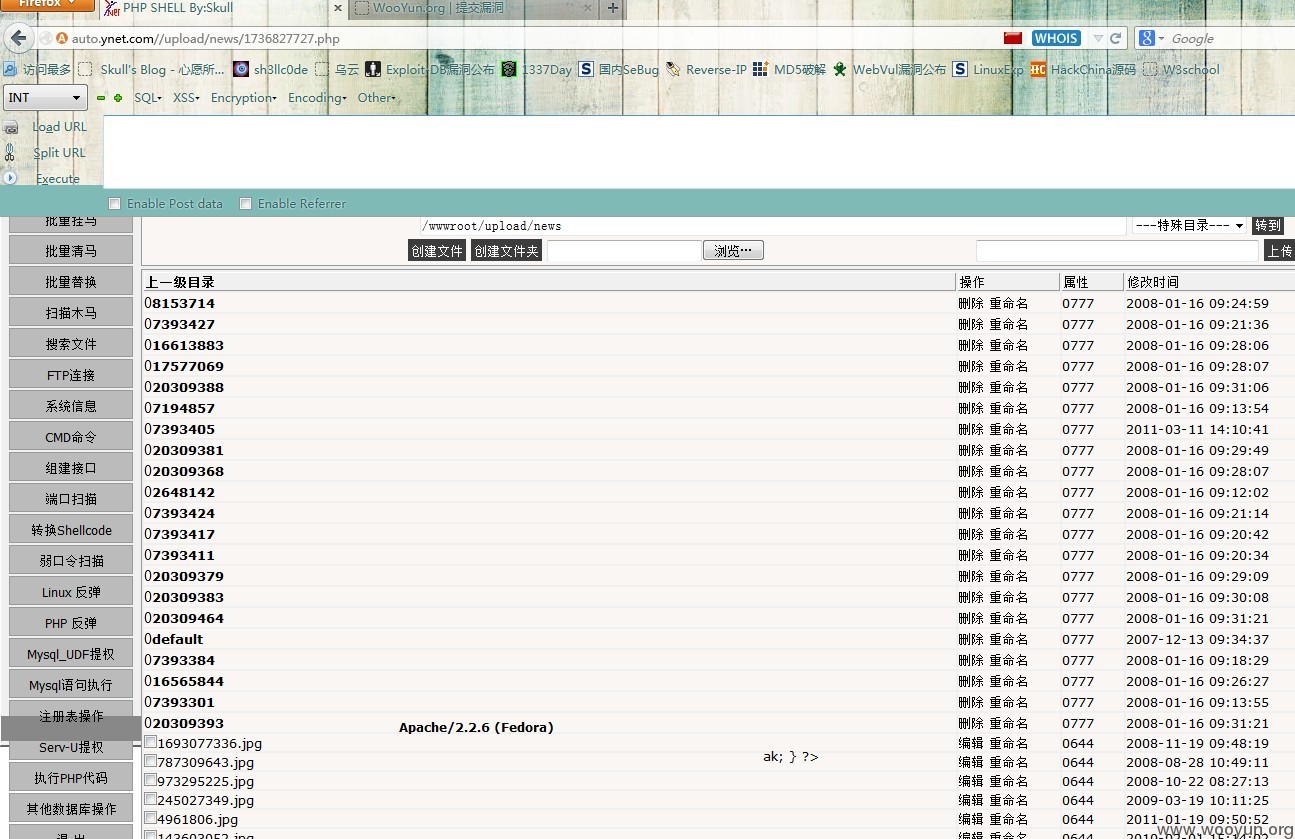 Firefox
PHP SHELL By:Skull
WooYun.org | 提交漏洞
auto.ynet.com//upload/news/1736827727.php
WHOIS
Google
访问最多 Skull's Blog - 心愿所... sh3llc0de 乌云 Exploit-DB漏洞公布 1337Day 国内SeBug Reverse-IP MD5破解 WebVul漏洞公布 LinuxExp HackChina源码 W3school
INT SQL XSS Encryption Encoding Other
Load URL
Split URL
Execute
Enable Post data Enable Referrer
批量挂马
批量清马
批量替换
扫描木马
搜索文件
FTP连接
系统信息
CMD命令
组建接口
端口扫描
转换Shellcode
弱口令扫描
Linux 反弹
PHP 反弹
Mysql_UDF提权
Mysql语句执行
注册表操作
Serv-U提权
执行PHP代码
其他数据库操作
退 出
/wwwroot/upload/news ---特殊目录--- 转到
创建文件 创建文件夹 浏览… 上传
上一级目录 操作 属性 修改时间
08153714 删除 重命名 0777 2008-01-16 09:24:59
07393427 删除 重命名 0777 2008-01-16 09:21:36
016613883 删除 重命名 0777 2008-01-16 09:28:06
017577069 删除 重命名 0777 2008-01-16 09:28:07
020309388 删除 重命名 0777 2008-01-16 09:31:06
07194857 删除 重命名 0777 2008-01-16 09:13:54
07393405 删除 重命名 0777 2011-03-11 14:10:41
020309381 删除 重命名 0777 2008-01-16 09:29:49
020309368 删除 重命名 0777 2008-01-16 09:28:07
02648142 删除 重命名 0777 2008-01-16 09:12:02
07393424 删除 重命名 0777 2008-01-16 09:21:14
07393417 删除 重命名 0777 2008-01-16 09:20:42
07393411 删除 重命名 0777 2008-01-16 09:20:34
020309379 删除 重命名 0777 2008-01-16 09:29:09
020309383 删除 重命名 0777 2008-01-16 09:30:08
020309464 删除 重命名 0777 2008-01-16 09:31:21
0default 删除 重命名 0777 2007-12-13 09:34:37
07393384 删除 重命名 0777 2008-01-16 09:18:29
016565844 删除 重命名 0777 2008-01-16 09:26:27
07393301 删除 重命名 0777 2008-01-16 09:13:55
020309393 删除 重命名 0777 2008-01-16 09:31:21
Apache/2.2.6 (Fedora)
1693077336.jpg 编辑 重命名 0644 2008-11-19 09:48:19
ak; } ?>
787309643.jpg 编辑 重命名 0644 2008-08-28 10:49:11
973295225.jpg 编辑 重命名 0644 2008-10-22 08:27:13
245027349.jpg 编辑 重命名 0644 2009-03-19 10:11:25
4961806.jpg 编辑 重命名 0644 2011-01-19 09:50:52
143603052.jpg 编辑 重命名 0644
www.wooyun.org